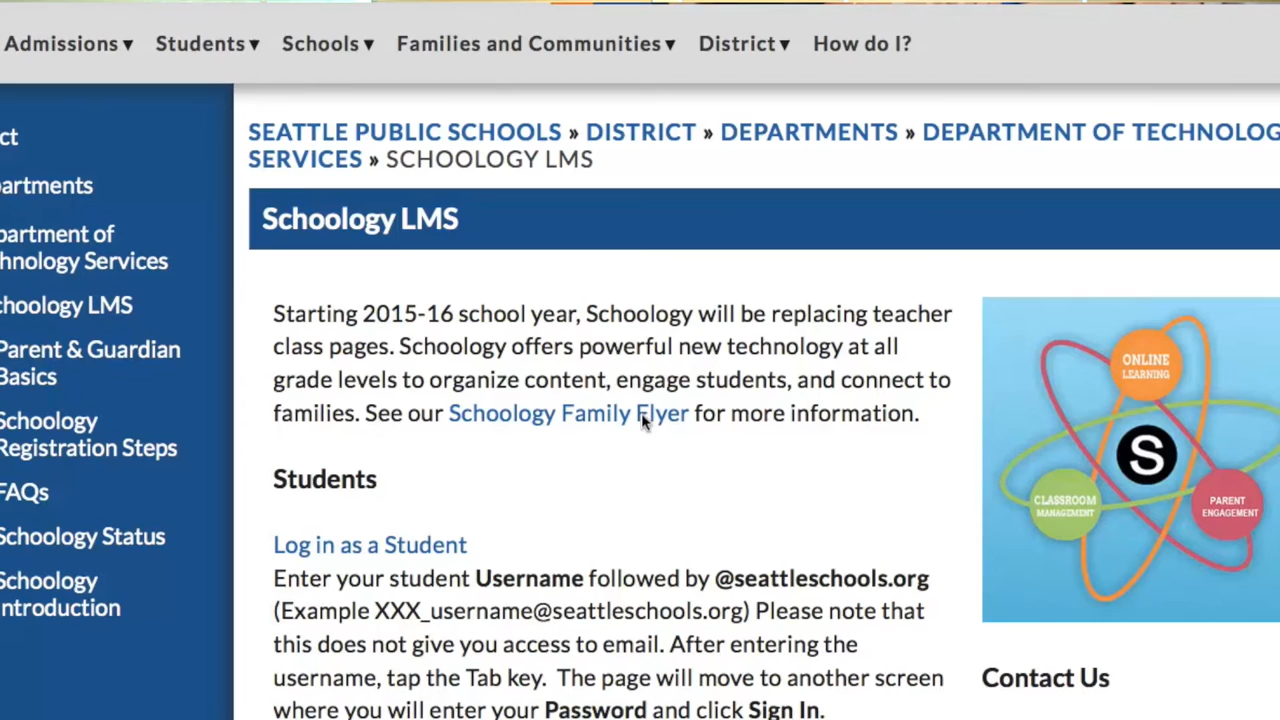 Admissions▾ Students▾ Schools▾ Families and Communities▾ District▾ How do I?
ct
partments
partment of
hnology Services
choology LMS
Parent & Guardian
Basics
Schoology
Registration Steps
FAQs
Schoology Status
Schoology
Introduction
SEATTLE PUBLIC SCHOOLS » DISTRICT » DEPARTMENTS » DEPARTMENT OF TECHNOLOG
SERVICES » SCHOOLOGY LMS
Schoology LMS
Starting 2015-16 school year, Schoology will be replacing teacher
class pages. Schoology offers powerful new technology at all
grade levels to organize content, engage students, and connect to
families. See our Schoology Family Flyer for more information.
Students
Log in as a Student
Enter your student Username followed by @seattleschools.org
(Example XXX_username@seattleschools.org) Please note that
this does not give you access to email. After entering the
username, tap the Tab key. The page will move to another screen
where you will enter your Password and click Sign In.
ONLINE
LEARNING
S
CLASSROOM
MANAGEMENT
PARENT
ENGAGEMENT
Contact Us